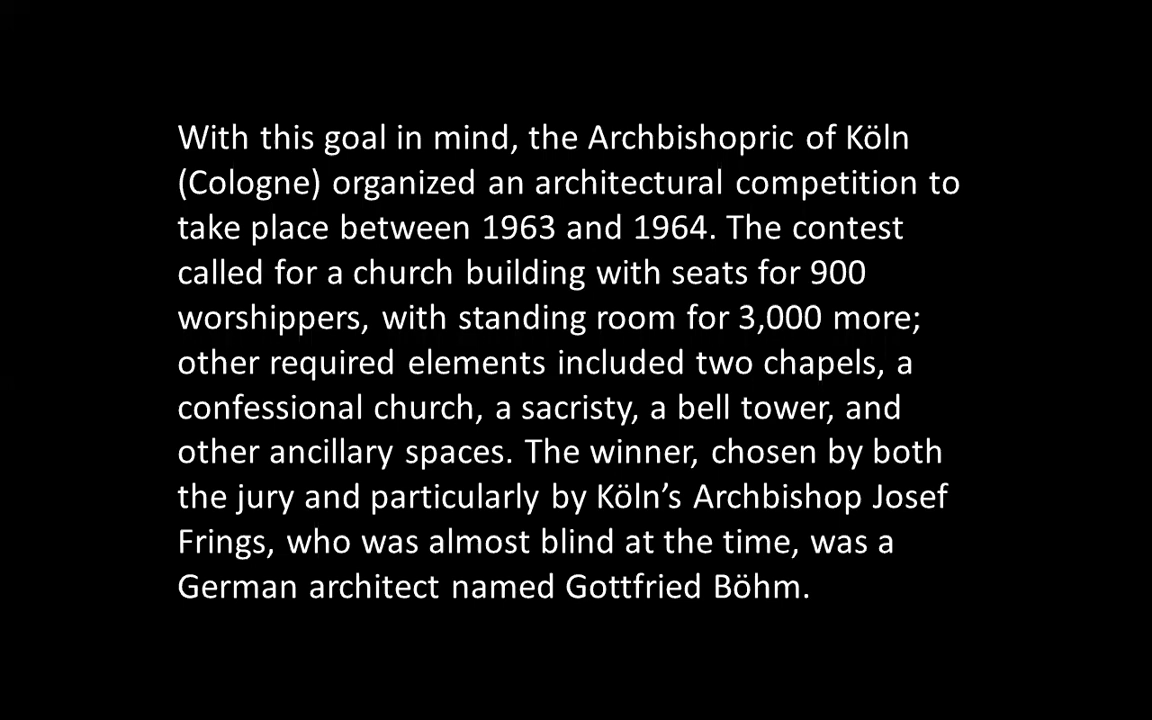 With this goal in mind, the Archbishopric of Köln
(Cologne) organized an architectural competition to
take place between 1963 and 1964. The contest
called for a church building with seats for 900
worshippers, with standing room for 3,000 more;
other required elements included two chapels, a
confessional church, a sacristy, a bell tower, and
other ancillary spaces. The winner, chosen by both
the jury and particularly by Köln’s Archbishop Josef
Frings, who was almost blind at the time, was a
German architect named Gottfried Böhm.